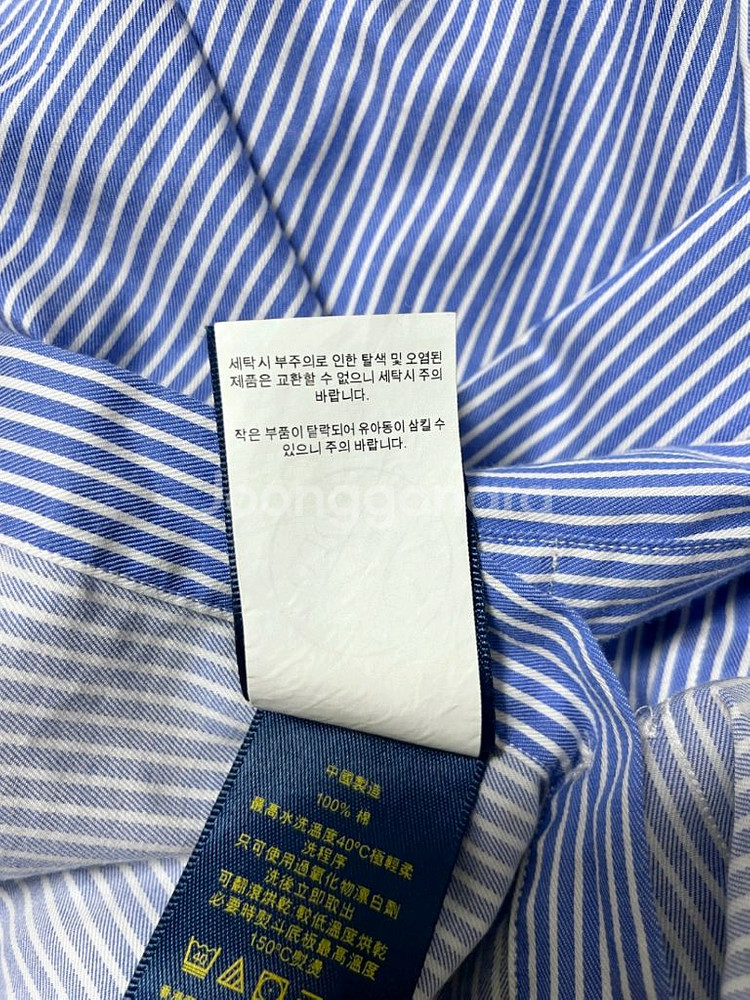 세탁시 부주의로 인한 탈색 및 오염된
제품은 교환할 수 없으니 세탁시 주의
바랍니다.
작은 부품이 탈락되어 유아동이 삼킬 수
있으니 주의 바랍니다.
joonggonara
中國製造
100% 棉
最高水洗溫度40°C極輕柔
洗程序
只可使用過氧化物漂白劑
洗後立即取出
可翻滾烘乾,軟低溫度烘乾
必要時熨斗底板最高溫度
150°C熨燙
40
香港